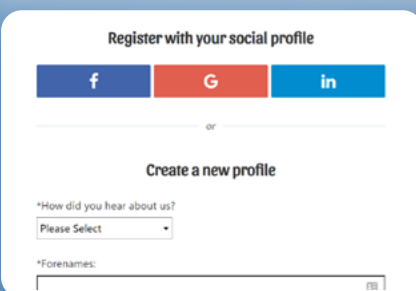 Register with your social profile
f G in
or
Create a new profile
*How did you hear about us?
Please Select
*Forenames: